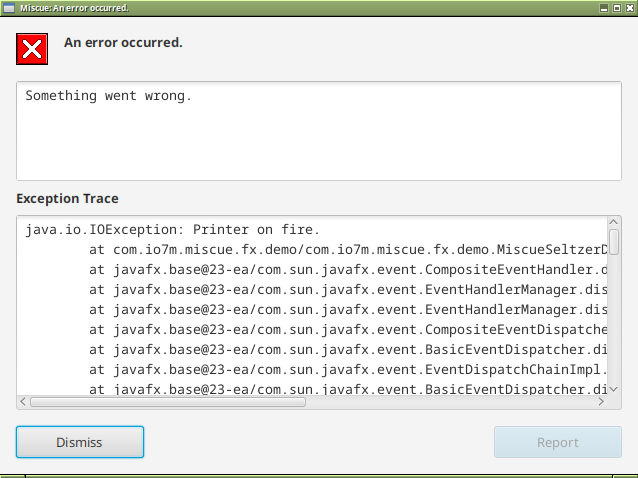 Miscue: An error occurred.
An error occurred.
Something went wrong.
Exception Trace
java.io.IOException: Printer on fire.
at com.io7m.miscue.fx.demo/com.io7m.miscue.fx.demo.MiscueSeltzerD
at javafx.base@23-ea/com.sun.javafx.event.CompositeEventHandler.d
at javafx.base@23-ea/com.sun.javafx.event.EventHandlerManager.dis
at javafx.base@23-ea/com.sun.javafx.event.EventHandlerManager.dis
at javafx.base@23-ea/com.sun.javafx.event.CompositeEventDispatche
at javafx.base@23-ea/com.sun.javafx.event.BasicEventDispatcher.di
at javafx.base@23-ea/com.sun.javafx.event.EventDispatchChainImpl.
at javafx.base@23-ea/com.sun.javafx.event.BasicEventDispatcher.di
Dismiss
Report